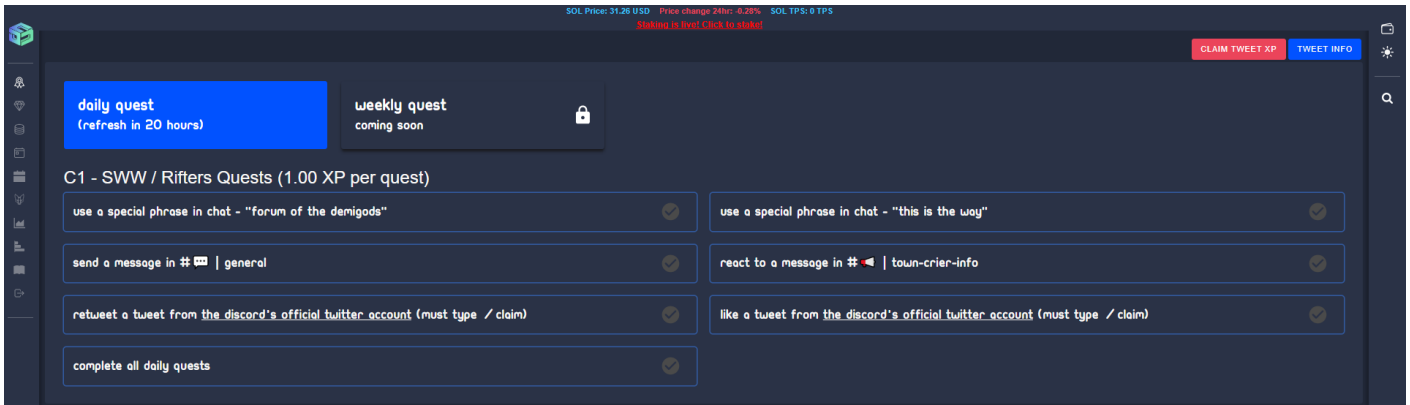 SOL Price: 31.26 USD Price change 24hr: -0.28% SOL TPS: 0 TPS
Staking is live! Click to stake!
CLAIM TWEET XP TWEET INFO
daily quest
(refresh in 20 hours)
weekly quest
coming soon
C1 - SWW / Rifters Quests (1.00 XP per quest)
use a special phrase in chat - "forum of the demigods"
use a special phrase in chat - "this is the way"
send a message in # | general
react to a message in # | town-crier-info
retweet a tweet from the discord's official twitter account (must type /claim)
like a tweet from the discord's official twitter account (must type /claim)
complete all daily quests